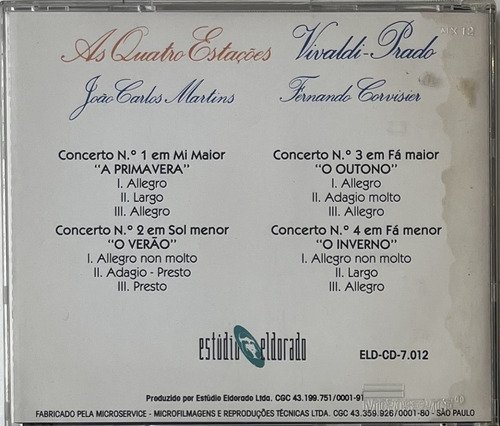 As Quatro Estações Vivaldi-Prado
MX 12
João Carlos Martins Fernando Corvisier
Concerto N.º 1 em Mi Maior
"A PRIMAVERA"
I. Allegro
II. Largo
III. Allegro
Concerto N.º 2 em Sol menor
"O VERÃO"
I. Allegro non molto
II. Adagio - Presto
III. Presto
Concerto N.º 3 em Fá maior
"O OUTONO"
I. Allegro
II. Adagio molto
III. Allegro
Concerto N.º 4 em Fá menor
"O INVERNO"
I. Allegro non molto
II. Largo
III. Allegro
estúdio eldorado
ELD-CD-7.012
Produzido por Estúdio Eldorado Ltda. CGC 43.199.751/0001-91
FABRICADO PELA MICROSERVICE - MICROFILMAGENS E REPRODUÇÕES TÉCNICAS LTDA. CGC 43.359.926/0001-80 - SÃO PAULO